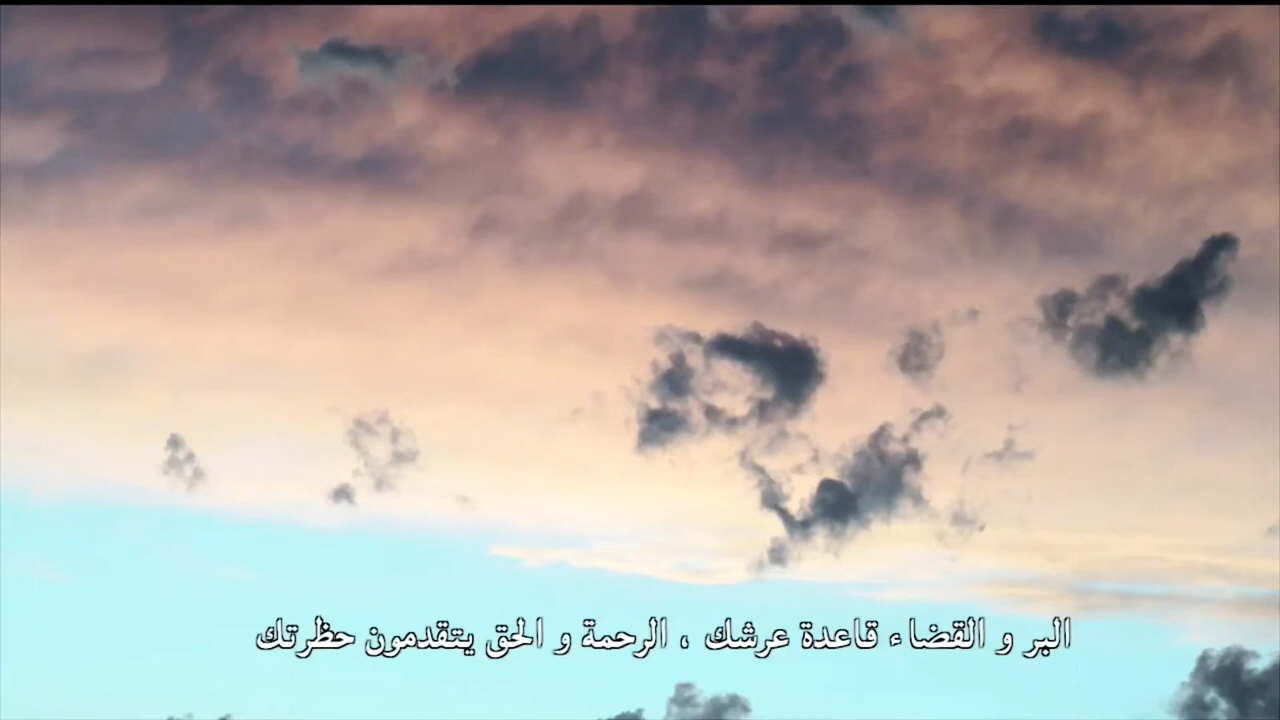 البر و القضاء قاعدة عرشك ، الرحمة و الحق يتقدمون حظرتك